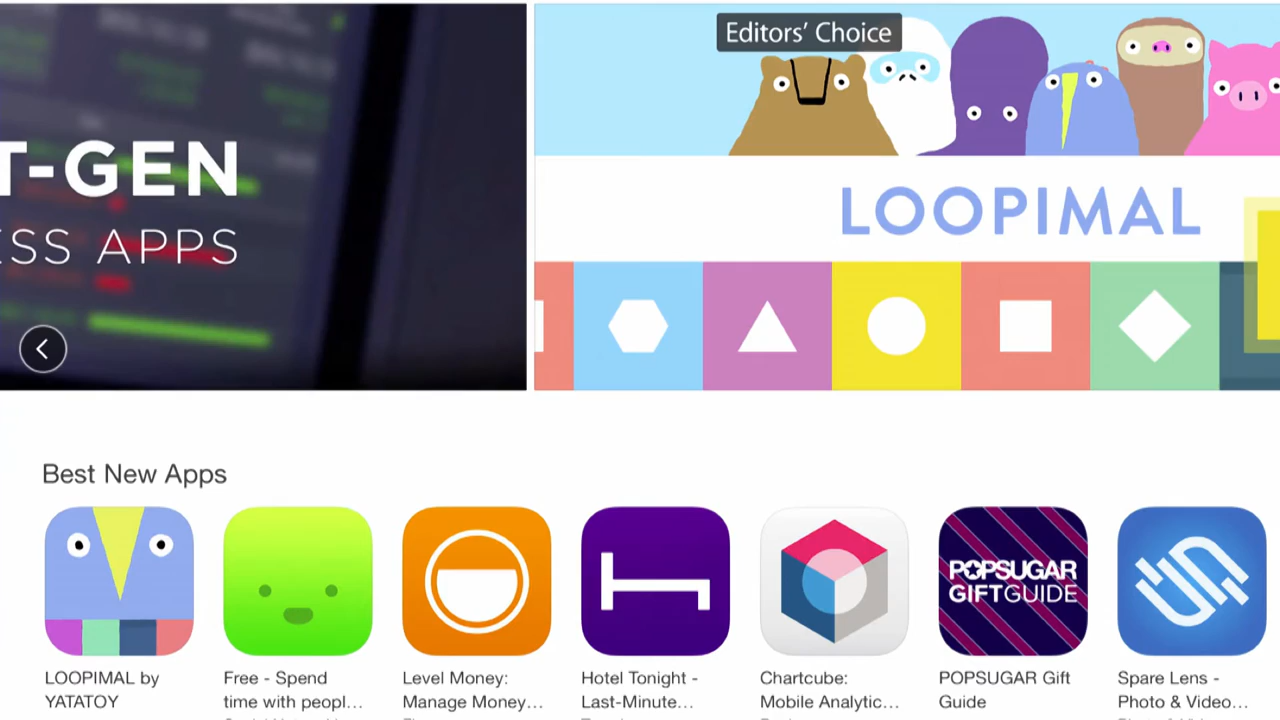 Editors’ Choice
T-GEN
ESS APPS
LOOPIMAL
Best New Apps
POPSUGAR
GIFTGUIDE
LOOPIMAL by
YATATOY
Free - Spend
time with peopl...
Level Money:
Manage Money...
Hotel Tonight -
Last-Minute...
Chartcube:
Mobile Analytic...
POPSUGAR Gift
Guide
Spare Lens -
Photo & Video...